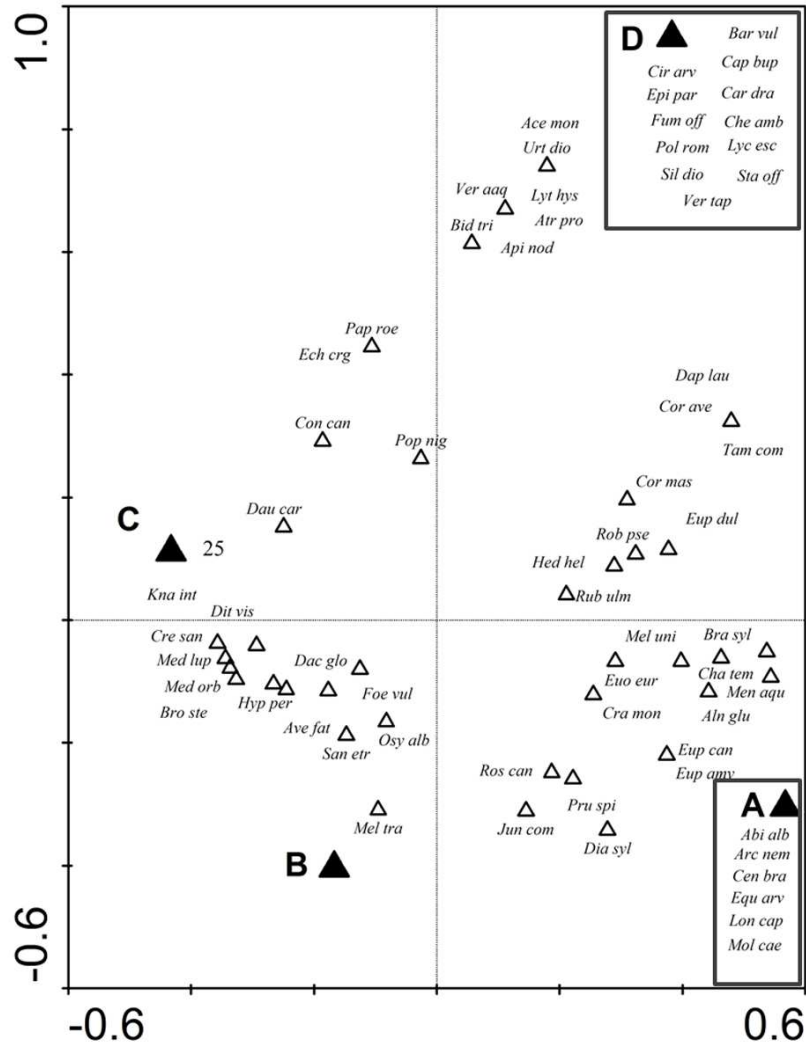 1.0
D
Bar vul
Cir arv
Cap bup
Epi par
Car dra
Fum off
Che amb
Pol rom
Lyc esc
Sil dio
Sta off
Ver tap
Ace mon
Urt dio
Ver aaq
Lyt hys
Bid tri
Atr pro
Api nod
Pap roe
Ech crg
Dap lau
Cor ave
Con can
Pop nig
Tam com
Cor mas
Dau car
Eup dul
C
25
Rob pse
Hed hel
Kna int
Rub ulm
Dit vis
Cre san
Mel uni
Bra syl
Med lup
Dac glo
Euo eur
Cha tem
Med orb
Hyp per
Foe vul
Men aqu
Bro ste
Cra mon
Aln glu
Ave fat
San etr
Osy alb
Eup can
Ros can
Eup amy
Pru spi
Mel tra
Jun com
Dia syl
B
A
Abi alb
Arc nem
Cen bra
Equ arv
Lon cap
Mol cae
-0.6
-0.6
0.6